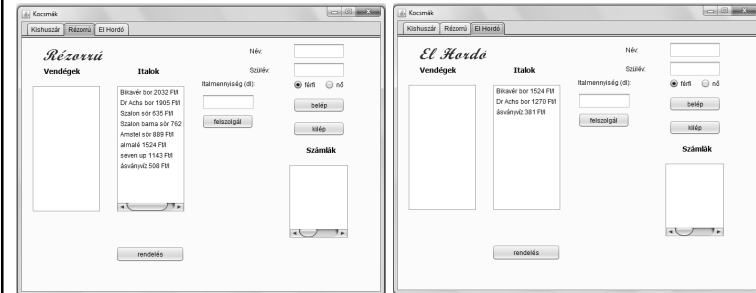 Kocsmák
Kishuszár Rézorrú El Hordó
Rézorrú
Vendégek
Italok
Bikavér bor 2032 Ft/l
Dr Achs bor 1905 Ft/l
Szalon sör 635 Ft/l
Szalon barna sör 762
Amstel sör 889 Ft/l
almalé 1524 Ft/l
seven up 1143 Ft/l
ásványvíz 508 Ft/l
rendelés
Név:
Szülév:
Italmennyiség (dl):
férfi nő
felszolgál
belép
kilép
Számlák
Kocsmák
Kishuszár Rézorrú El Hordó
El Hordó
Vendégek
Italok
Bikavér bor 1524 Ft/l
Dr Achs bor 1270 Ft/l
ásványvíz 381 Ft/l
rendelés
Név:
Szülév:
Italmennyiség (dl):
férfi nő
felszolgál
belép
kilép
Számlák